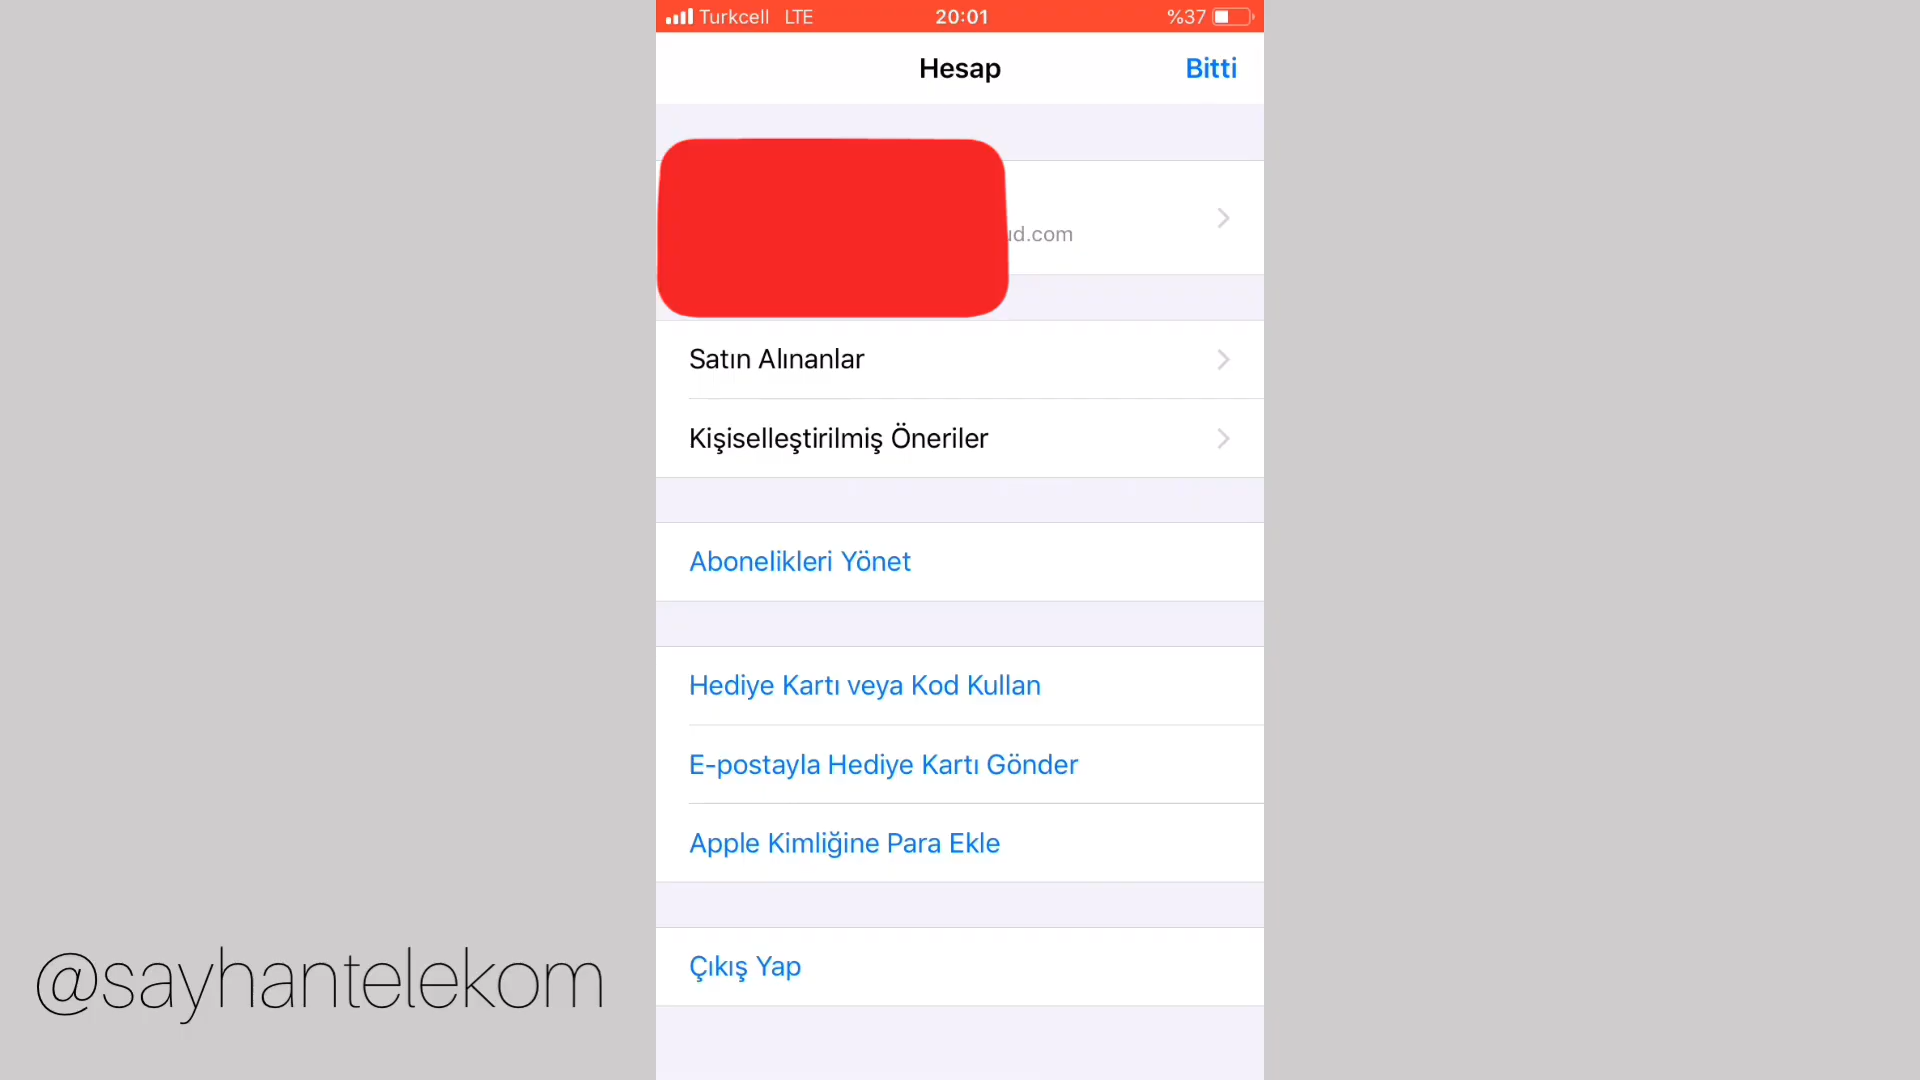 Turkcell LTE 20:01 %37
Hesap Bitti
ud.com
Satın Alınanlar
Kişiselleştirilmiş Öneriler
Abonelikleri Yönet
Hediye Kartı veya Kod Kullan
E-postayla Hediye Kartı Gönder
Apple Kimliğine Para Ekle
Çıkış Yap
@sayhantelekom